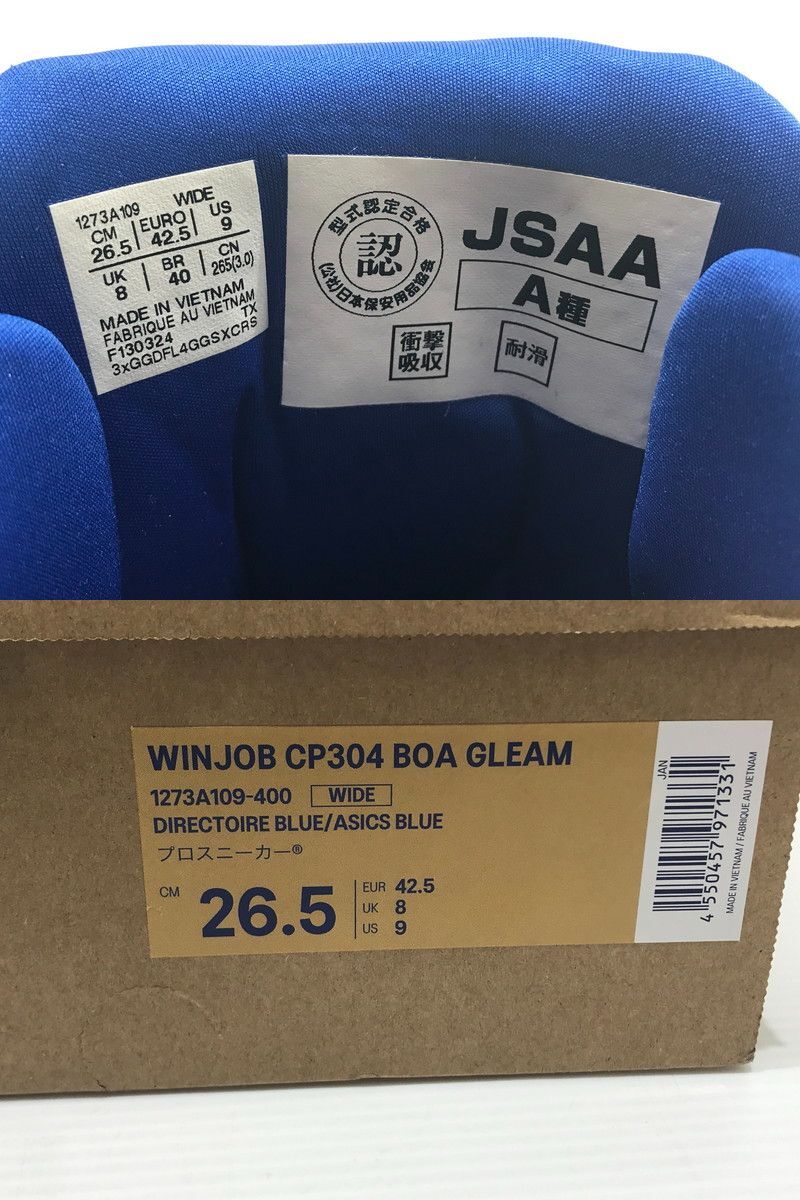 1273A109 WIDE
CM EURO US
26.5 42.5 9
UK BR CN
8 40 265(3.0)
MADE IN VIETNAM
FABRIQUE AU VIETNAM
F130324 TX
3xGGDFL4GGSXCRS
型式認定合格
認
(公社)日本保安用品協会
JSAA
A種
衝撃
吸収
耐滑
WINJOB CP304 BOA GLEAM
1273A109-400 WIDE
DIRECTOIRE BLUE/ASICS BLUE
プロスニーカー®
CM 26.5
EUR 42.5
UK 8
US 9
JAN
4 550457 971331
MADE IN VIETNAM / FABRIQUE AU VIETNAM